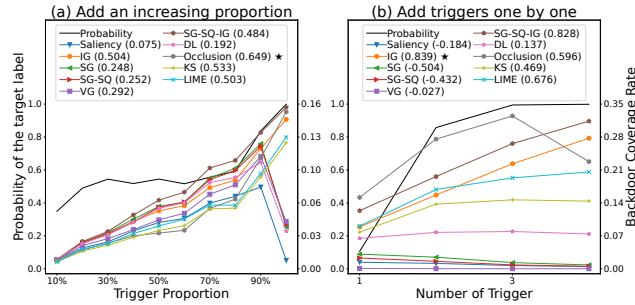 (a) Add an increasing proportion
Probability
Saliency (0.075)
IG (0.504)
SG (0.248)
SG-SQ (0.252)
VG (0.292)
SG-SQ-IG (0.484)
DL (0.192)
Occlusion (0.649) ★
KS (0.533)
LIME (0.503)
Probability of the target label
1.0
0.8
0.6
0.4
0.2
0.0
0.16
0.13
0.10
0.06
0.03
0.00
10%
30%
50%
70%
90%
Trigger Proportion
(b) Add triggers one by one
Probability
Saliency (-0.184)
IG (0.839) ★
SG (-0.504)
SG-SQ (-0.432)
VG (-0.027)
SG-SQ-IG (0.828)
DL (0.137)
Occlusion (0.596)
KS (0.469)
LIME (0.676)
1.0
0.8
0.6
0.4
0.2
0.0
0.35
0.28
0.21
0.14
0.07
0.00
Backdoor Coverage Rate
1
3
5
Number of Trigger